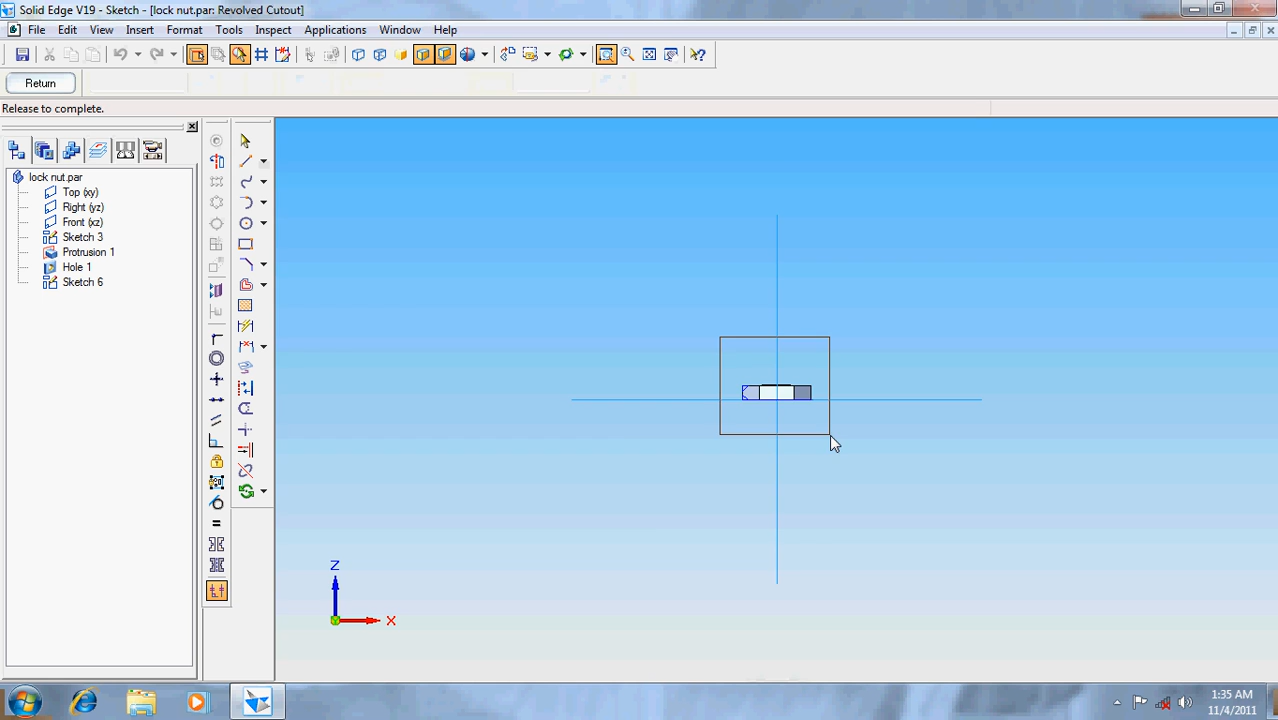 Solid Edge V19 - Sketch - [lock nut.par: Revolved Cutout]
File Edit View Insert Format Tools Inspect Applications Window Help
Return
Release to complete.
lock nut.par
Top (xy)
Right (yz)
Front (xz)
Sketch 3
Protrusion 1
Hole 1
Sketch 6
Z
X
1:35 AM
11/4/2011